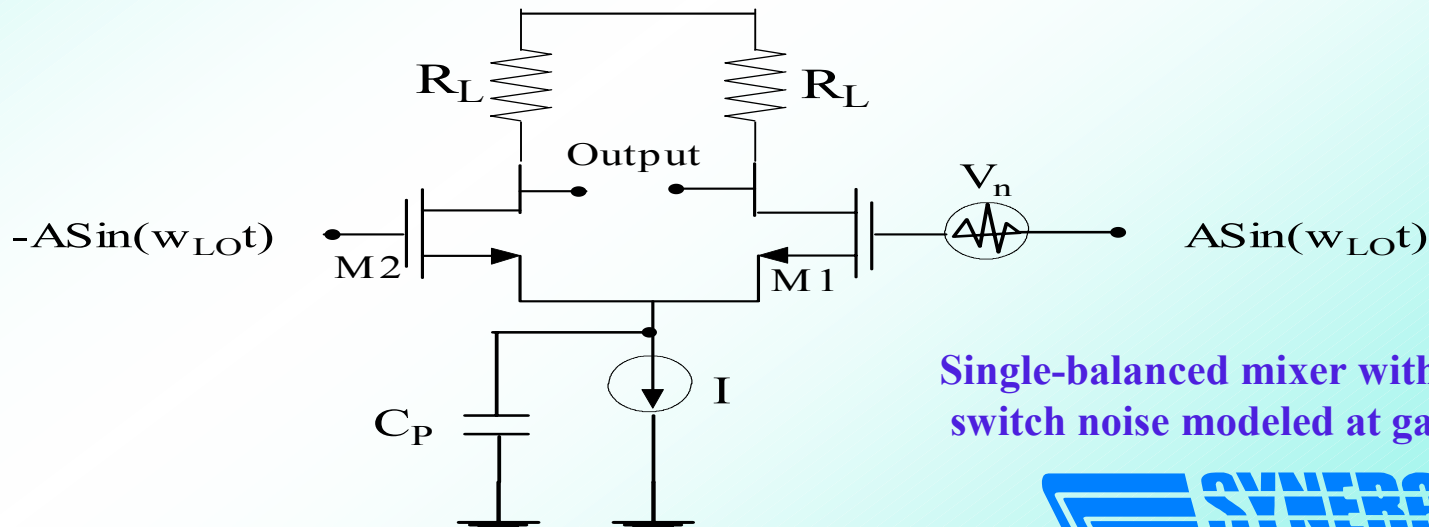 R_L
R_L
Output
V_n
-ASin(w_LOt)
ASin(w_LOt)
M2
M1
C_P
I
Single-balanced mixer with
switch noise modeled at